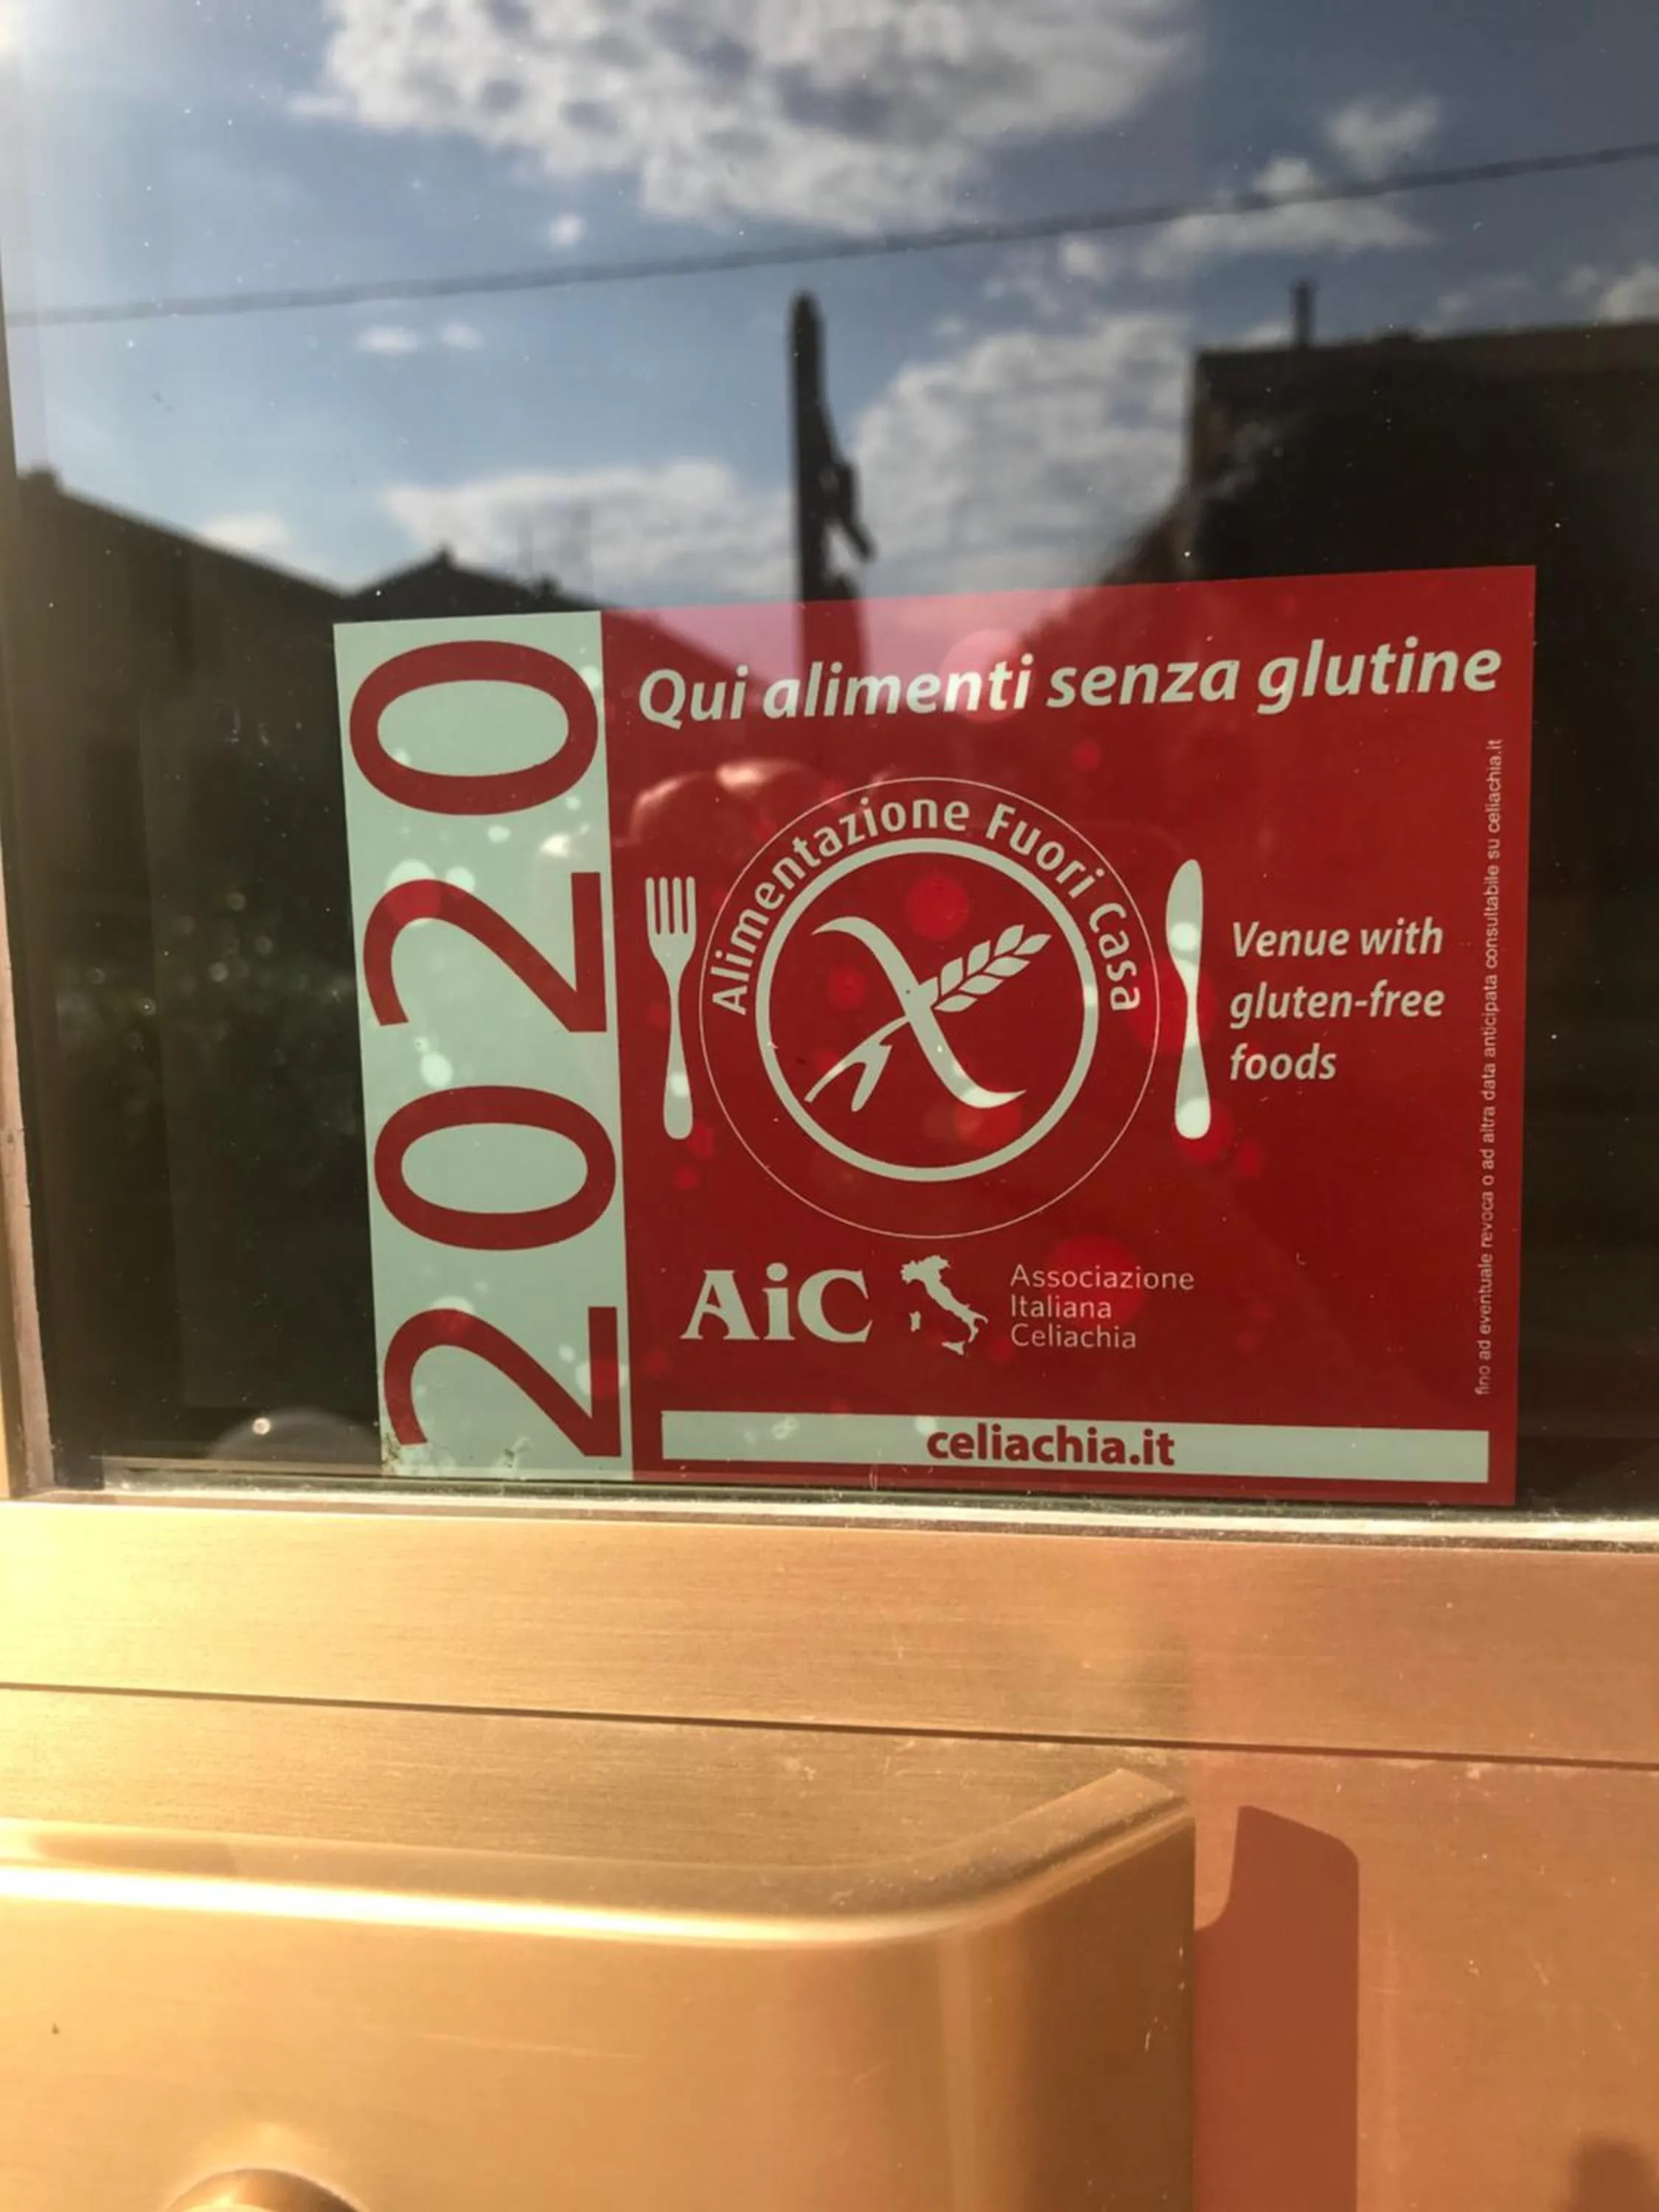 2020
Qui alimenti senza glutine
Alimentazione Fuori Casa
Venue with
gluten-free
foods
AiC
Associazione
Italiana
Celiachia
celiachia.it
fino ad eventuale revoca o ad altra data anticipata consultabile su celiachia.it